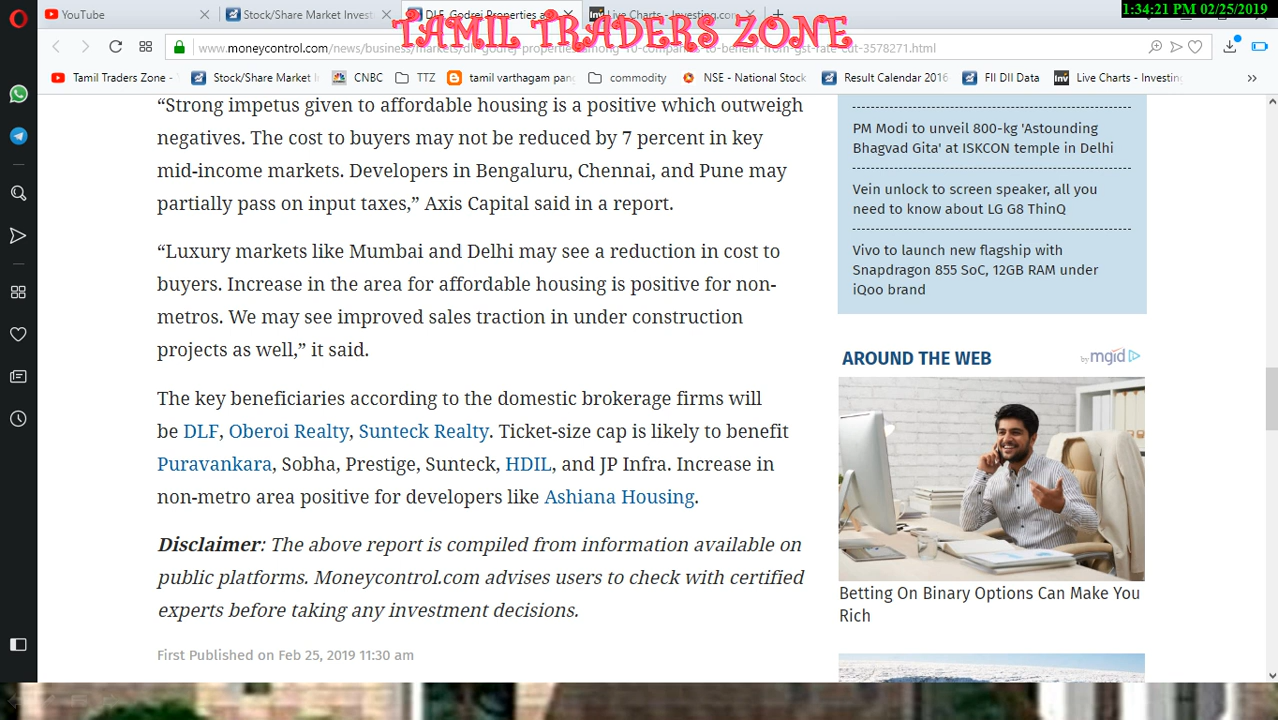 1:34:21 PM 02/25/2019
TAMIL TRADERS ZONE
YouTube
Stock/Share Market Investi
DLF, Godrej Properties a
Live Charts - Investing.com
www.moneycontrol.com/news/business/markets/dlf-godrej-properties-among-10-companies-to-benefit-from-gst-rate-cut-3578271.html
Tamil Traders Zone -
Stock/Share Market I
CNBC
TTZ
tamil varthagam pan
commodity
NSE - National Stock
Result Calendar 2016
FII DII Data
Live Charts - Investin
“Strong impetus given to affordable housing is a positive which outweigh
negatives. The cost to buyers may not be reduced by 7 percent in key
mid-income markets. Developers in Bengaluru, Chennai, and Pune may
partially pass on input taxes,” Axis Capital said in a report.
“Luxury markets like Mumbai and Delhi may see a reduction in cost to
buyers. Increase in the area for affordable housing is positive for non-
metros. We may see improved sales traction in under construction
projects as well,” it said.
The key beneficiaries according to the domestic brokerage firms will
be DLF, Oberoi Realty, Sunteck Realty. Ticket-size cap is likely to benefit
Puravankara, Sobha, Prestige, Sunteck, HDIL, and JP Infra. Increase in
non-metro area positive for developers like Ashiana Housing.
Disclaimer: The above report is compiled from information available on
public platforms. Moneycontrol.com advises users to check with certified
experts before taking any investment decisions.
First Published on Feb 25, 2019 11:30 am
PM Modi to unveil 800-kg 'Astounding
Bhagvad Gita' at ISKCON temple in Delhi
Vein unlock to screen speaker, all you
need to know about LG G8 ThinQ
Vivo to launch new flagship with
Snapdragon 855 SoC, 12GB RAM under
iQoo brand
AROUND THE WEB
by mgid
Betting On Binary Options Can Make You
Rich